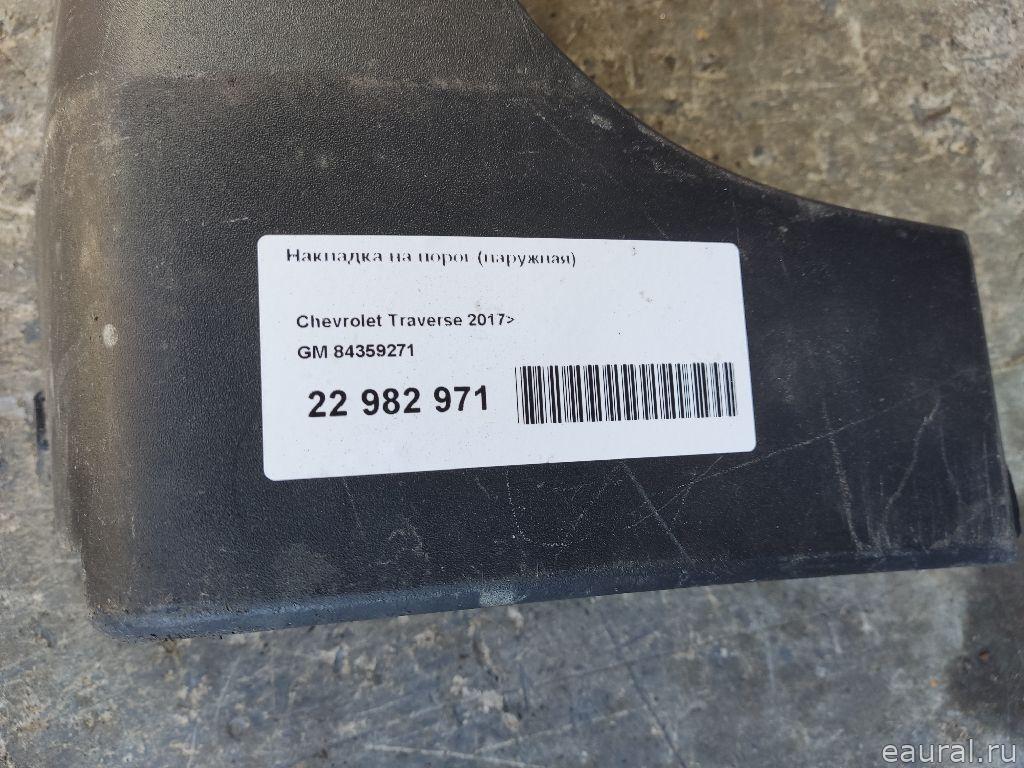 Накладка на порог (наружная)
Chevrolet Traverse 2017>
GM 84359271
22 982 971
eaural.ru